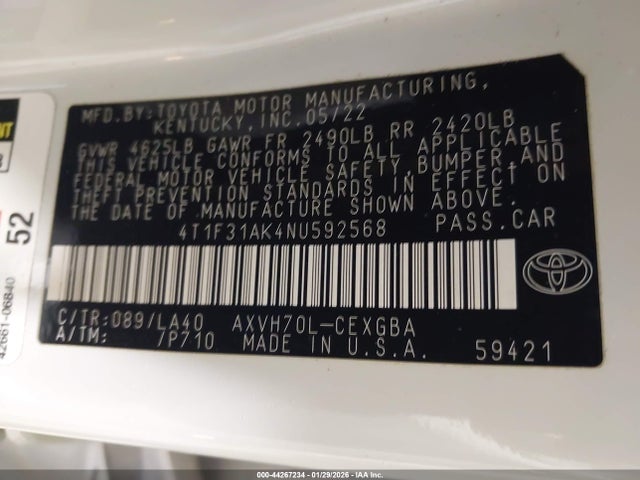 MFD.BY:TOYOTA MOTOR MANUFACTURING,
KENTUCKY,INC.05/22
GVWR 4625LB GAWR FR 2490LB RR 2420LB
THIS VEHICLE CONFORMS TO ALL APPLICABLE
FEDERAL MOTOR VEHICLE SAFETY,BUMPER,AND
THEFT PREVENTION STANDARDS IN EFFECT ON
THE DATE OF MANUFACTURE SHOWN ABOVE.
4T1F31AK4NU592568 PASS.CAR
C/TR:089/LA40 AXVH70L-CEXGBA
A/TM: /P710 MADE IN U.S.A. 59421
52
42661-06840
000-44267234 - 01/29/2026 - IAA Inc.